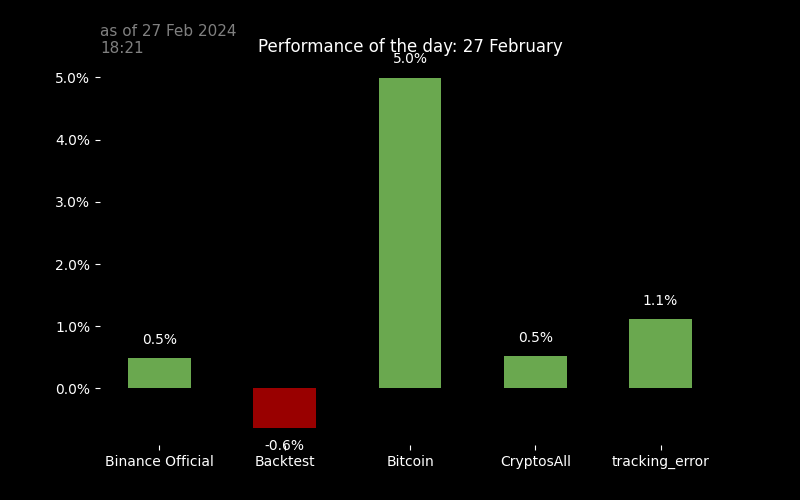 as of 27 Feb 2024
18:21
Performance of the day: 27 February
5.0%
5.0%
4.0%
3.0%
2.0%
1.0%
0.0%
0.5%
-0.6%
0.5%
1.1%
Binance Official
Backtest
Bitcoin
CryptosAll
tracking_error